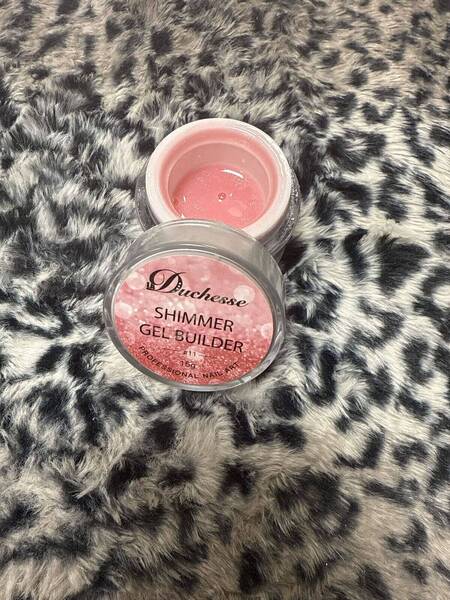 Duchesse
SHIMMER
GEL BUILDER
#11
15g
PROFESSIONAL NAIL ART